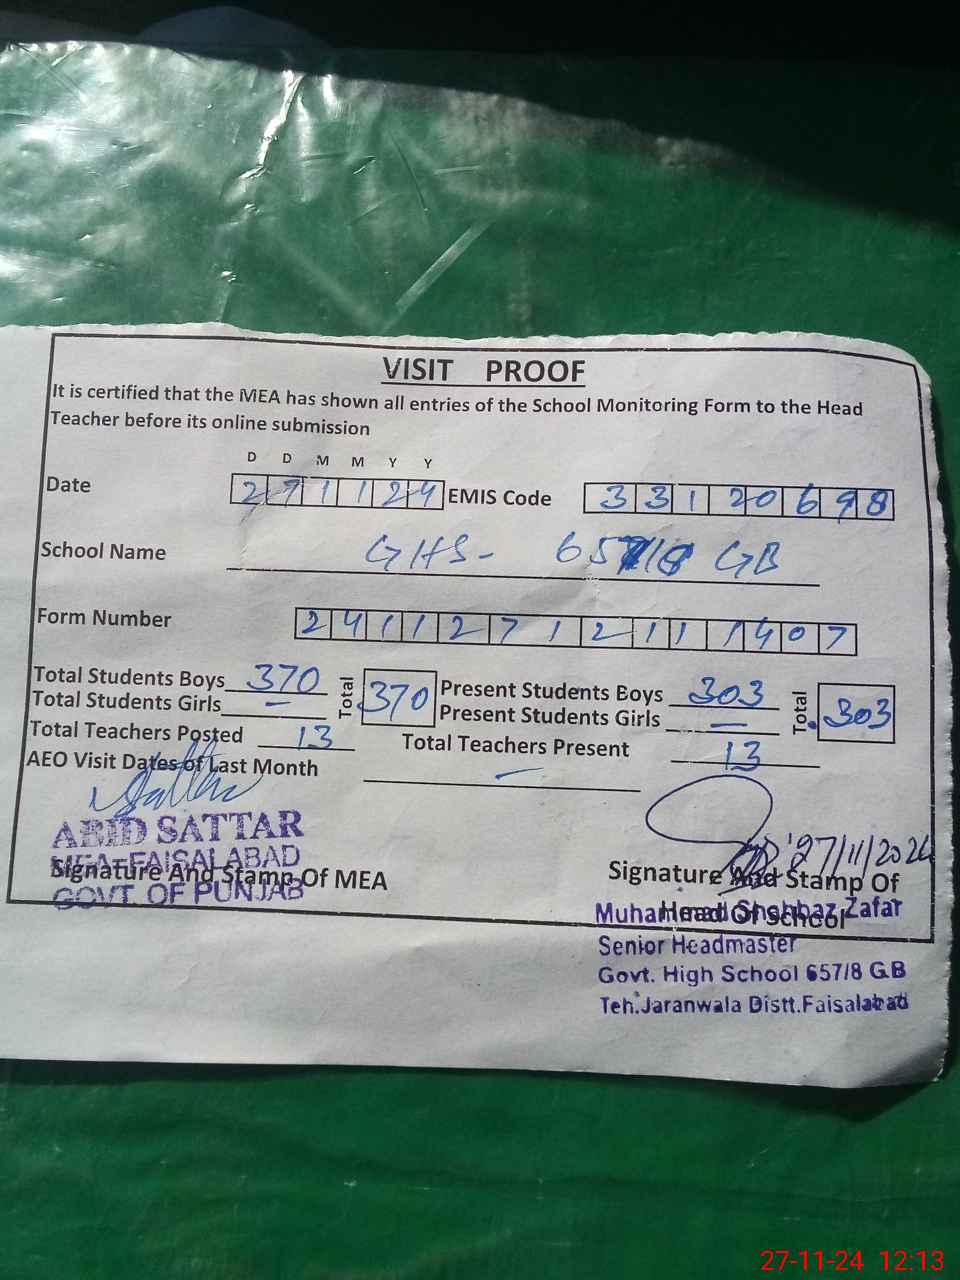 VISIT PROOF
It is certified that the MEA has shown all entries of the School Monitoring Form to the Head
Teacher before its online submission
D D M M Y Y
Date 271124 EMIS Code 33120698
School Name GHS- 657/8 GB
Form Number 24112712111407
Total Students Boys 370 Total 370 Present Students Boys 303 Total 303
Total Students Girls - Present Students Girls -
Total Teachers Posted 13 Total Teachers Present 13
AEO Visit Dates of Last Month -
ABID SATTAR
MEA-FAISALABAD
GOVT. OF PUNJAB
Signature And Stamp Of MEA
27/11/2024
Signature And Stamp Of
Head Of School
Muhammad Shahbaz Zafar
Senior Headmaster
Govt. High School 657/8 GB
Teh.Jaranwala Distt.Faisalabad
27-11-24 12:13